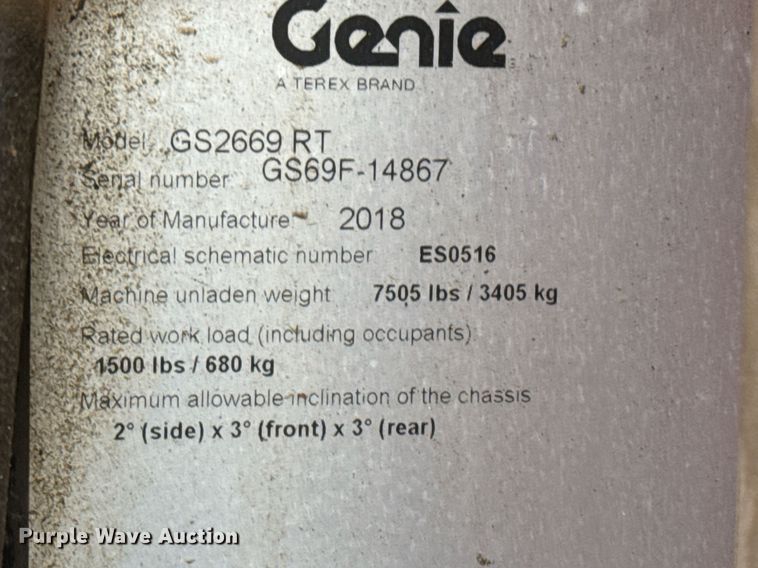 Genie
A TEREX BRAND
Model GS2669 RT
Serial number GS69F-14867
Year of Manufacture 2018
Electrical schematic number ES0516
Machine unladen weight 7505 lbs / 3405 kg
Rated work load (including occupants)
1500 lbs / 680 kg
Maximum allowable inclination of the chassis
2° (side) x 3° (front) x 3° (rear)
Purple Wave Auction